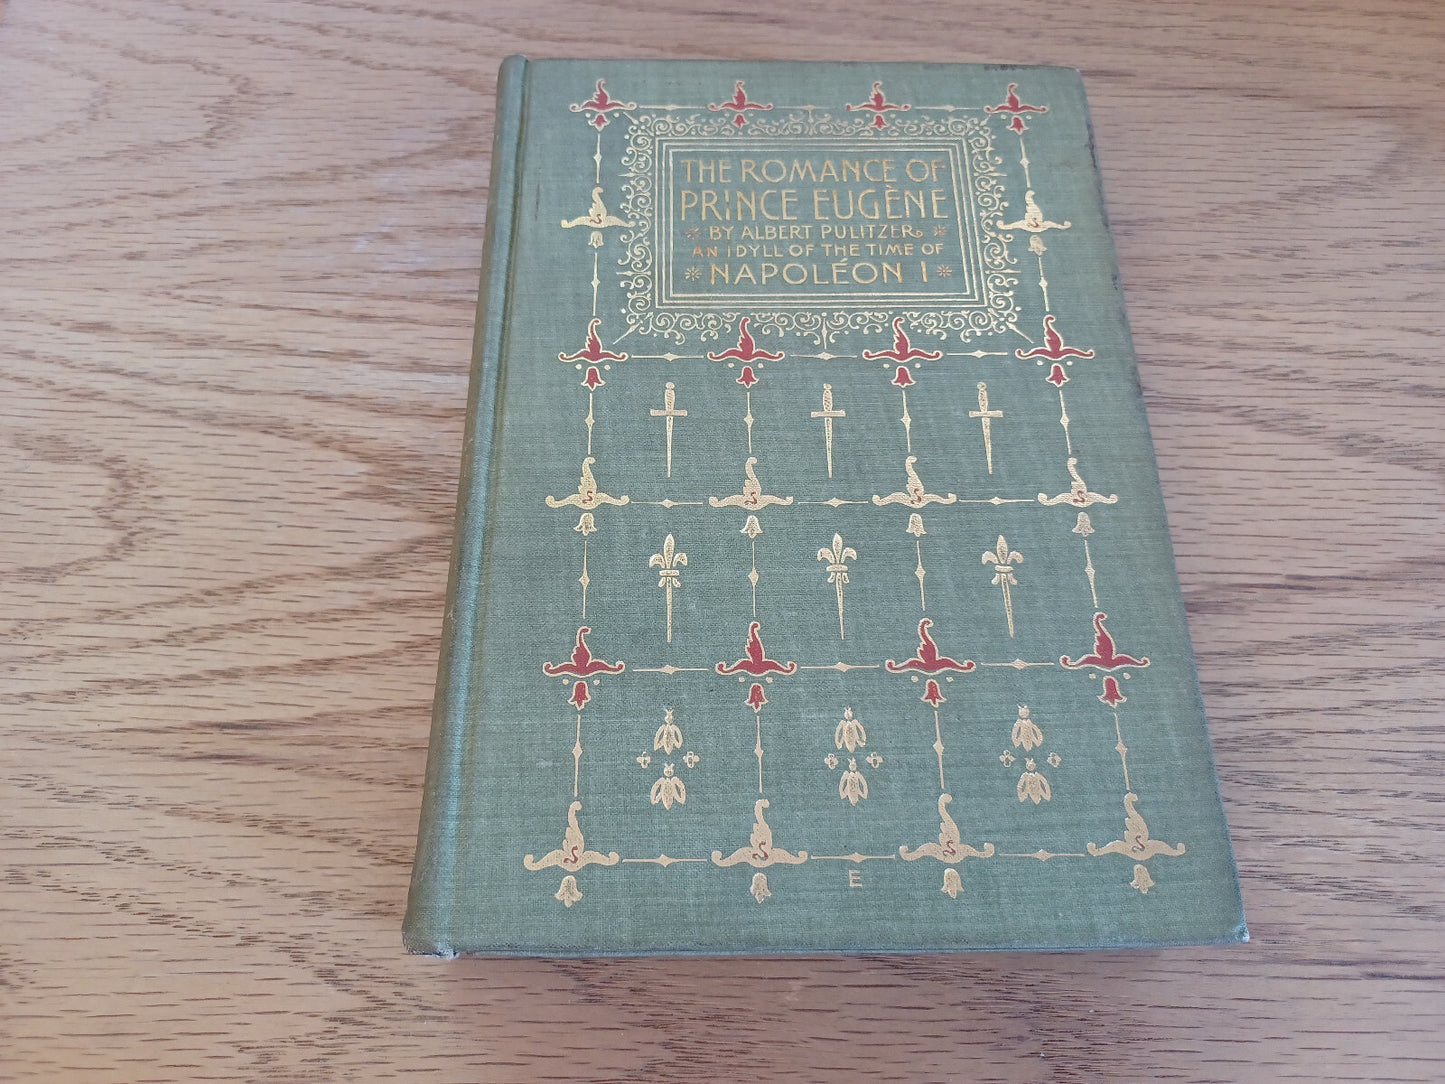 THE ROMANCE OF
PRINCE EUGÈNE
BY ALBERT PULITZER
AN IDYLL OF THE TIME OF
NAPOLÉON I
E